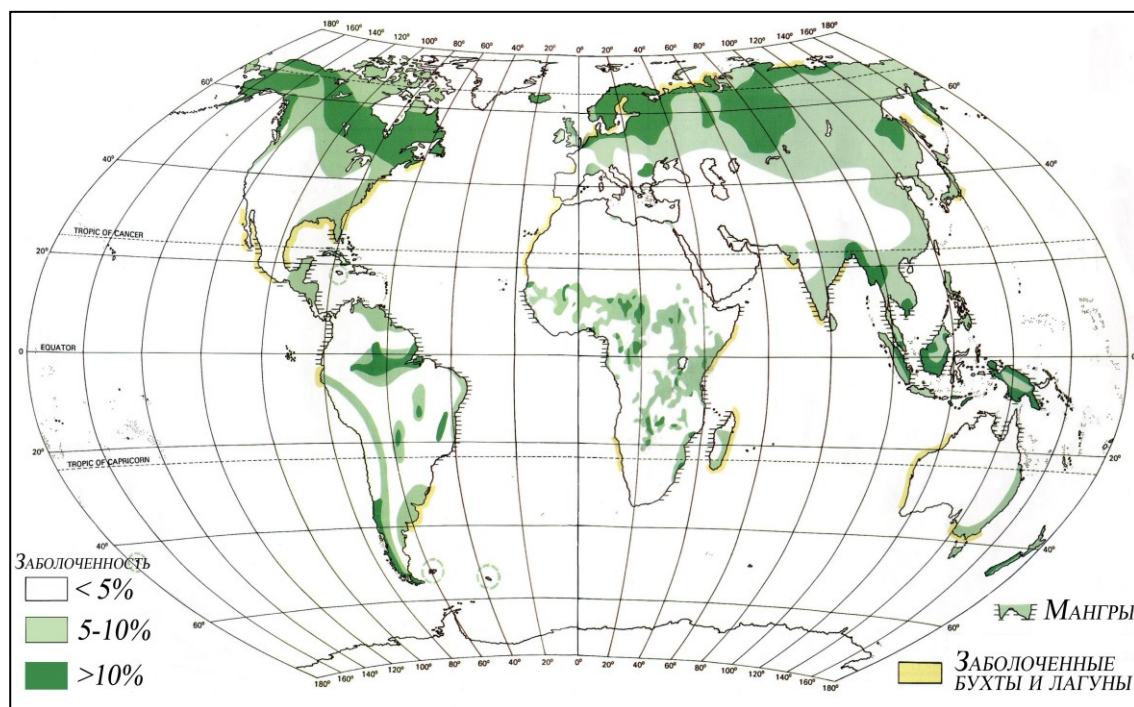 180° 160° 140° 120° 100° 80° 60° 40° 20° 0° 20° 40° 60° 80° 100° 120° 140° 160° 180°
60° 60°
40° 40°
TROPIC OF CANCER
20° 20°
0 EQUATOR 0
20° 20°
TROPIC OF CAPRICORN
40° 40°
ЗАБОЛОЧЕННОСТЬ
< 5%
5-10%
>10%
60° 60°
МАНГРЫ
ЗАБОЛОЧЕННЫЕ
БУХТЫ И ЛАГУНЫ
180° 160° 140° 120° 100° 80° 60° 40° 20° 0° 20° 40° 60° 80° 100° 120° 140° 160° 180°